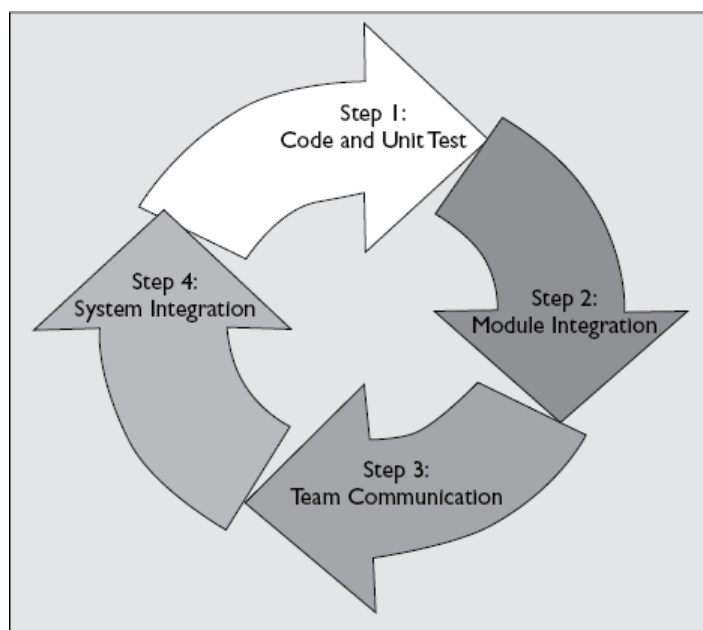 Step 1:
Code and Unit Test
Step 2:
Module Integration
Step 3:
Team Communication
Step 4:
System Integration